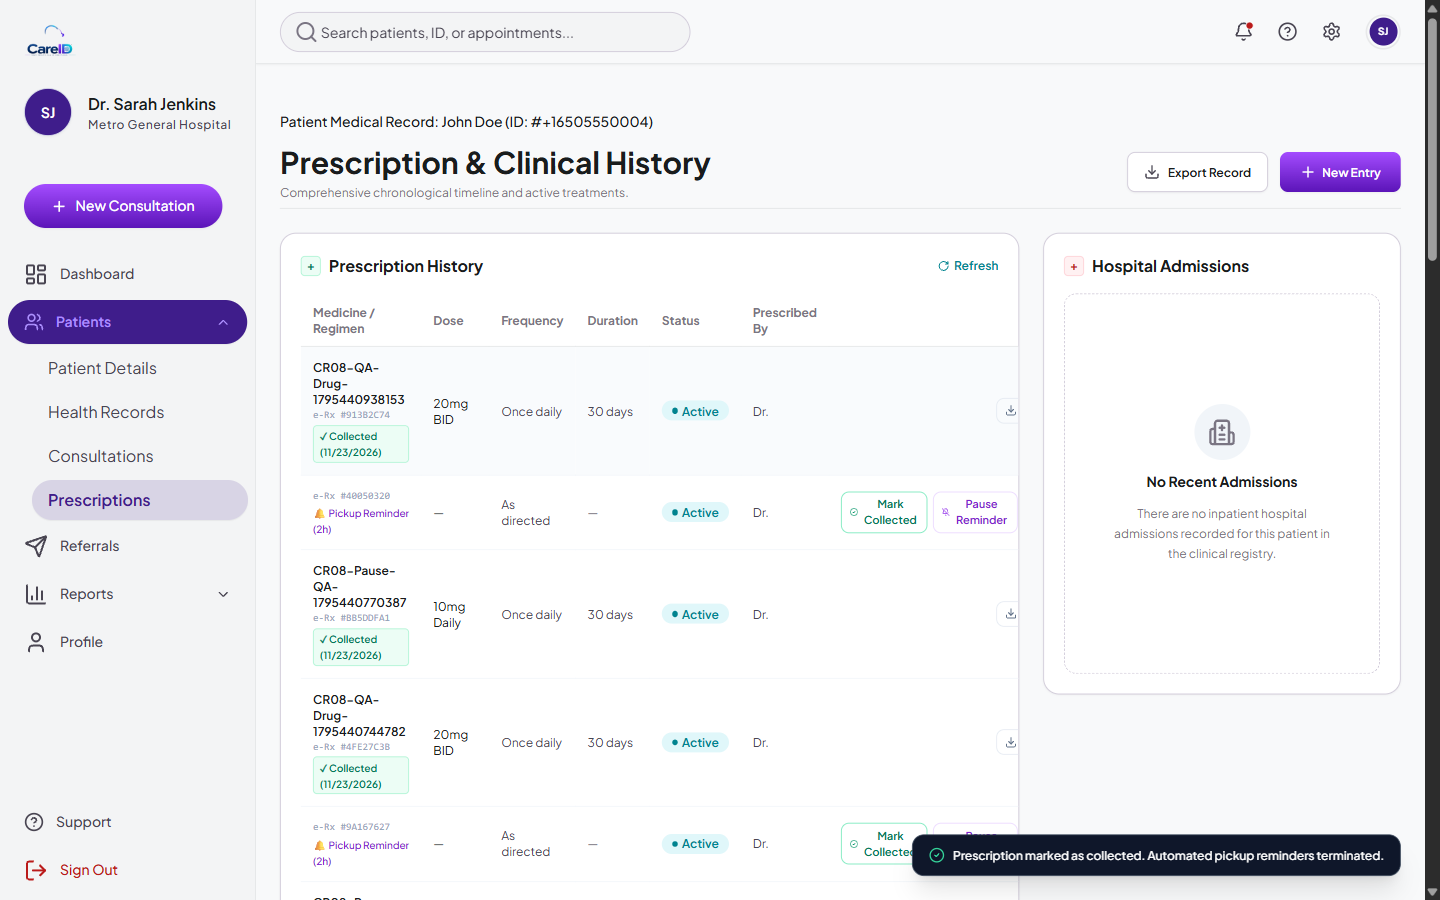 CareID
Search patients, ID, or appointments...
SJ
SJ
Dr. Sarah Jenkins
Metro General Hospital
+ New Consultation
Dashboard
Patients
Patient Details
Health Records
Consultations
Prescriptions
Referrals
Reports
Profile
Support
Sign Out
Patient Medical Record: John Doe (ID: #+16505550004)
Prescription & Clinical History
Comprehensive chronological timeline and active treatments.
Export Record
+ New Entry
+ Prescription History
Refresh
Medicine /
Regimen
Dose
Frequency
Duration
Status
Prescribed
By
CR08-QA-
Drug-
1795440938153
e-Rx #913B2C74
✓ Collected
(11/23/2026)
20mg
BID
Once daily
30 days
Active
Dr.
e-Rx #40050320
Pickup Reminder
(2h)
—
As
directed
—
Active
Dr.
Mark
Collected
Pause
Reminder
CR08-Pause-
QA-
1795440770387
e-Rx #8B5DDFA1
✓ Collected
(11/23/2026)
10mg
Daily
Once daily
30 days
Active
Dr.
CR08-QA-
Drug-
1795440744782
e-Rx #4FE27C3B
✓ Collected
(11/23/2026)
20mg
BID
Once daily
30 days
Active
Dr.
e-Rx #9A167627
Pickup Reminder
(2h)
—
As
directed
—
Active
Dr.
Mark
Collected
+ Hospital Admissions
No Recent Admissions
There are no inpatient hospital
admissions recorded for this patient in
the clinical registry.
Prescription marked as collected. Automated pickup reminders terminated.